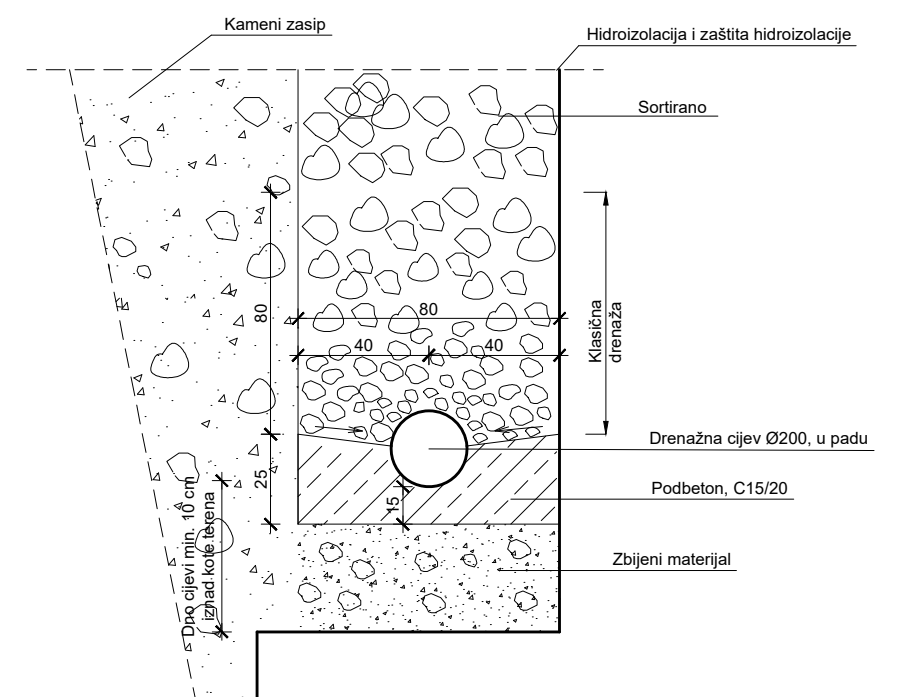 Kameni zasip
Hidroizolacija i zaštita hidroizolacije
Sortirano
80
80
40
40
Klasična
drenaža
Drenažna cijev Ø200, u padu
25
Podbeton, C15/20
15
Dno cijevi min. 10 cm
iznad kote terena
Zbijeni materijal